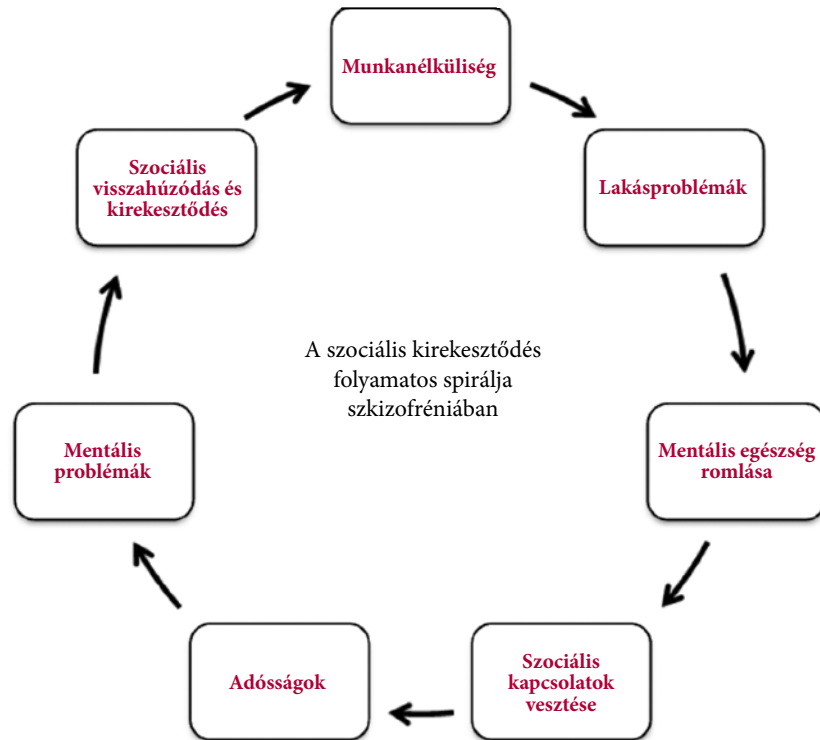 Munkanélküliség
Lakásproblémák
Mentális egészség
romlása
Szociális
kapcsolatok
vesztése
Adósságok
Mentális
problémák
Szociális
visszahúzódás és
kirekesztődés
A szociális kirekesztődés
folyamatos spirálja
szkizofréniában